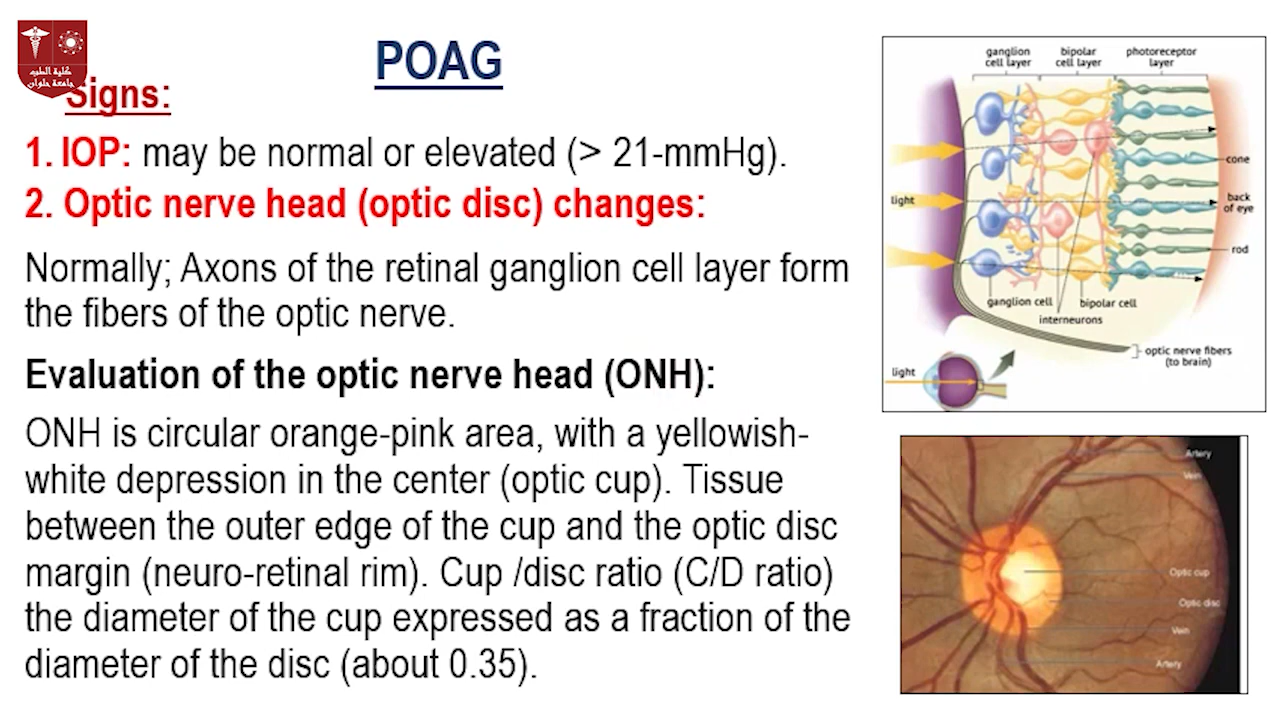 كلية الطب
جامعة حلوان
POAG
Signs:
1. IOP: may be normal or elevated (> 21-mmHg).
2. Optic nerve head (optic disc) changes:
Normally; Axons of the retinal ganglion cell layer form
the fibers of the optic nerve.
Evaluation of the optic nerve head (ONH):
ONH is circular orange-pink area, with a yellowish-
white depression in the center (optic cup). Tissue
between the outer edge of the cup and the optic disc
margin (neuro-retinal rim). Cup /disc ratio (C/D ratio)
the diameter of the cup expressed as a fraction of the
diameter of the disc (about 0.35).
ganglion
cell layer
bipolar
cell layer
photoreceptor
layer
cone
light
back
of eye
rod
ganglion cell
bipolar cell
interneurons
optic nerve fibers
(to brain)
light
Artery
Vein
Optic cup
Optic disc
Vein
Artery